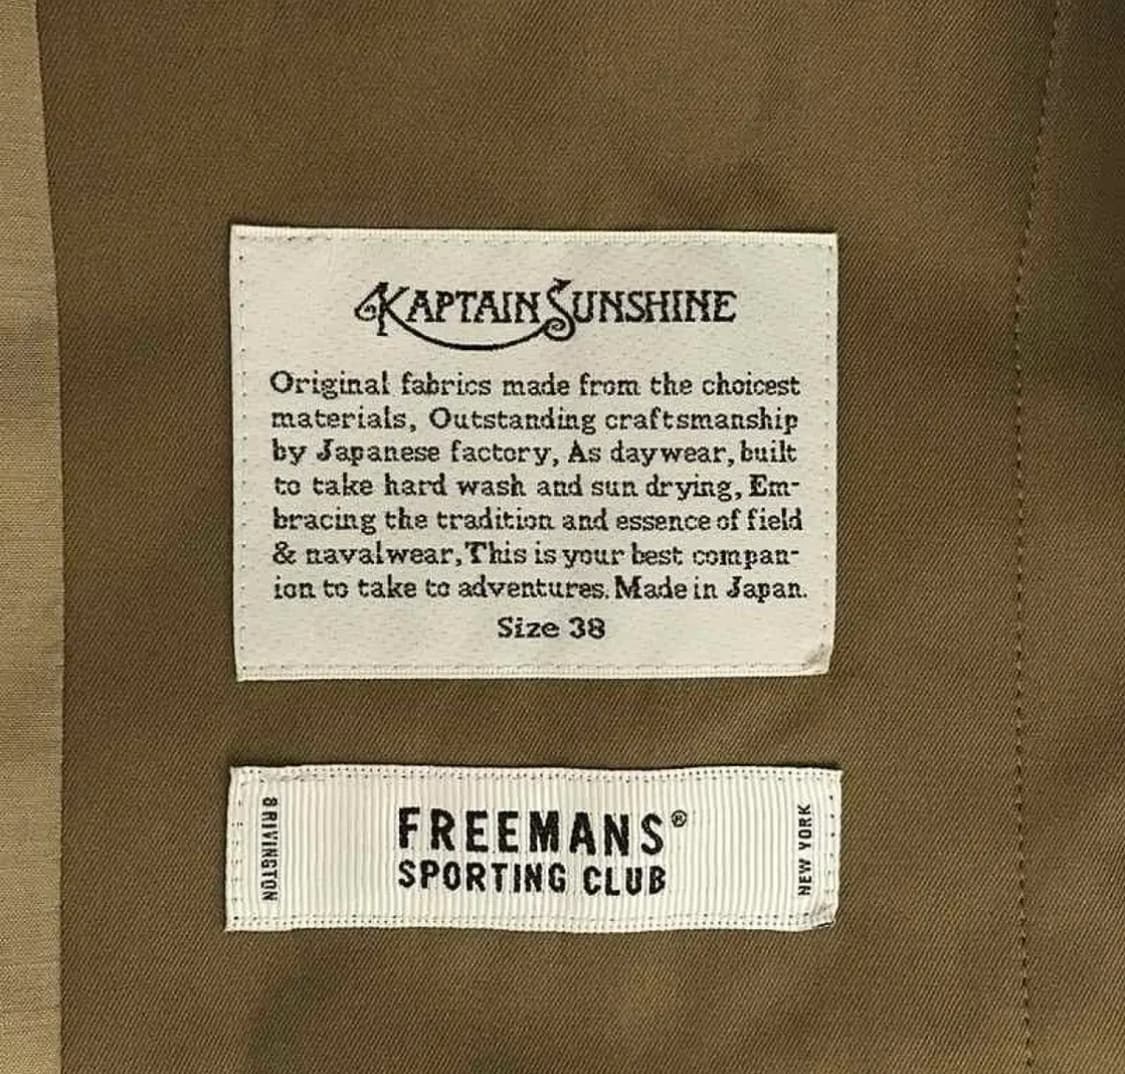 KAPTAIN SUNSHINE
Original fabrics made from the choicest
materials, Outstanding craftsmanship
by Japanese factory, As daywear, built
to take hard wash and sun drying, Em-
bracing the tradition and essence of field
& navalwear, This is your best compan-
ion to take to adventures. Made in Japan.
Size 38
8 RIVINGTON
FREEMANS®
SPORTING CLUB
NEW YORK